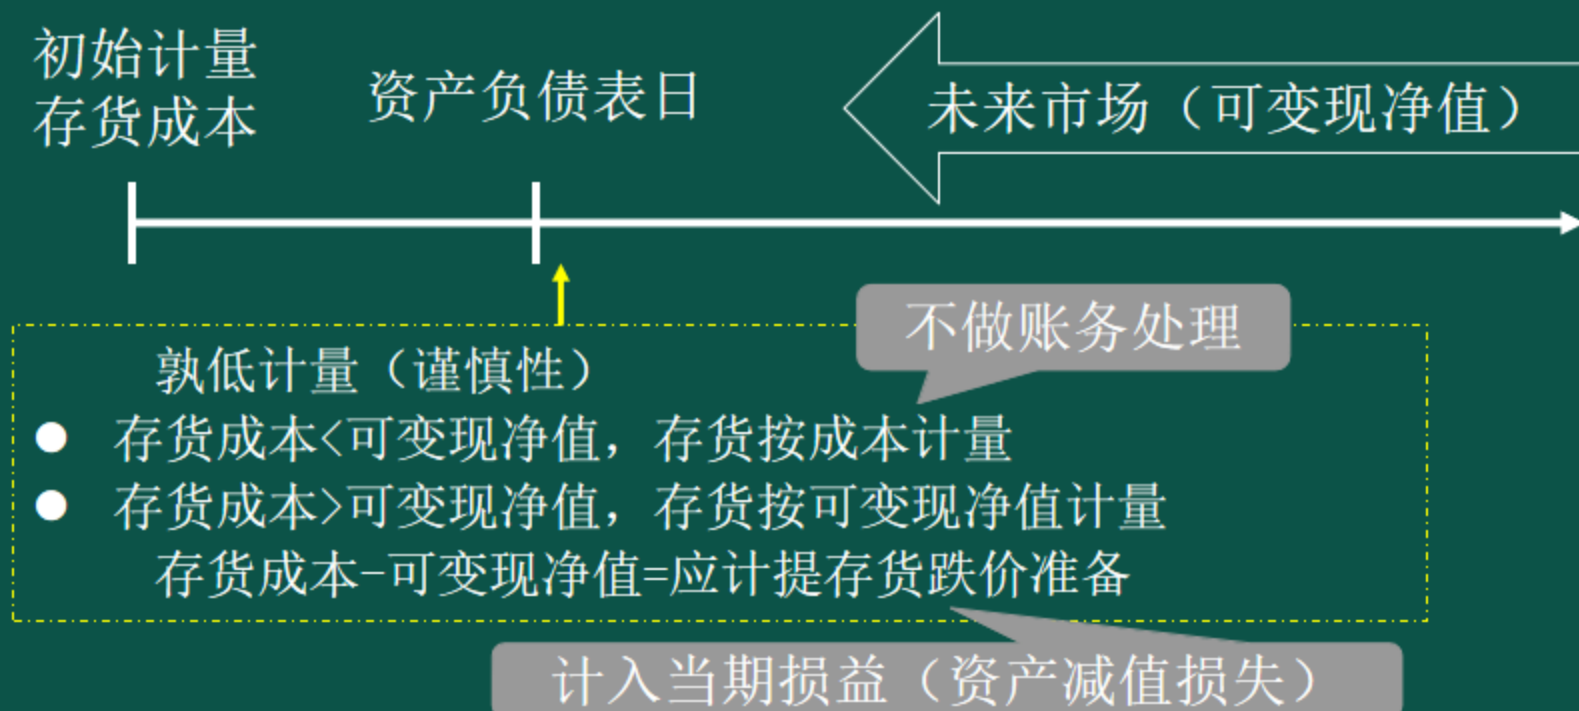 初始计量
存货成本
资产负债表日
未来市场（可变现净值）
不做账务处理
孰低计量（谨慎性）
● 存货成本<可变现净值，存货按成本计量
● 存货成本>可变现净值，存货按可变现净值计量
存货成本-可变现净值=应计提存货跌价准备
计入当期损益（资产减值损失）